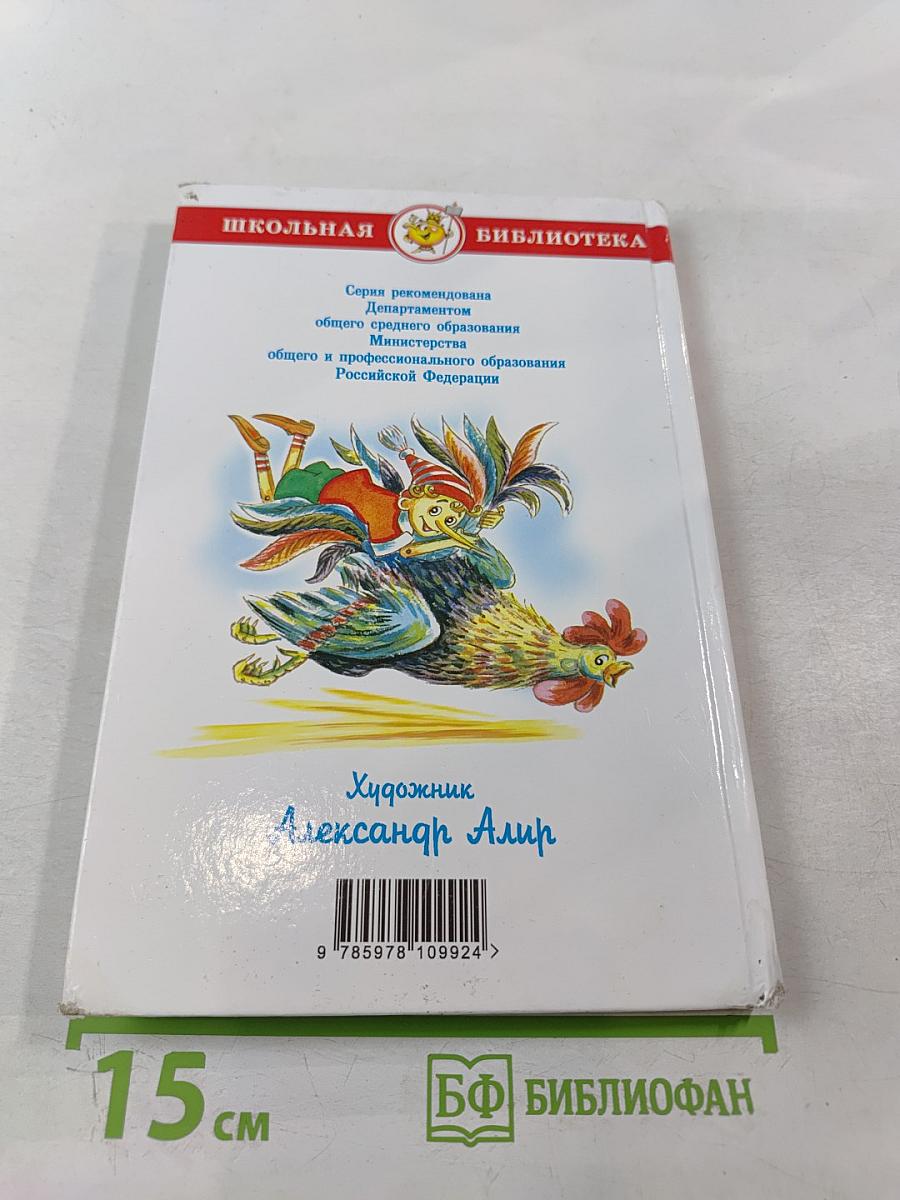 ШКОЛЬНАЯ БИБЛИОТЕКА
Серия рекомендована
Департаментом
общего среднего образования
Министерства
общего и профессионального образования
Российской Федерации
Художник
Александр Алир
9 785978 109924 >
15 см
БФ БИБЛИОФАН